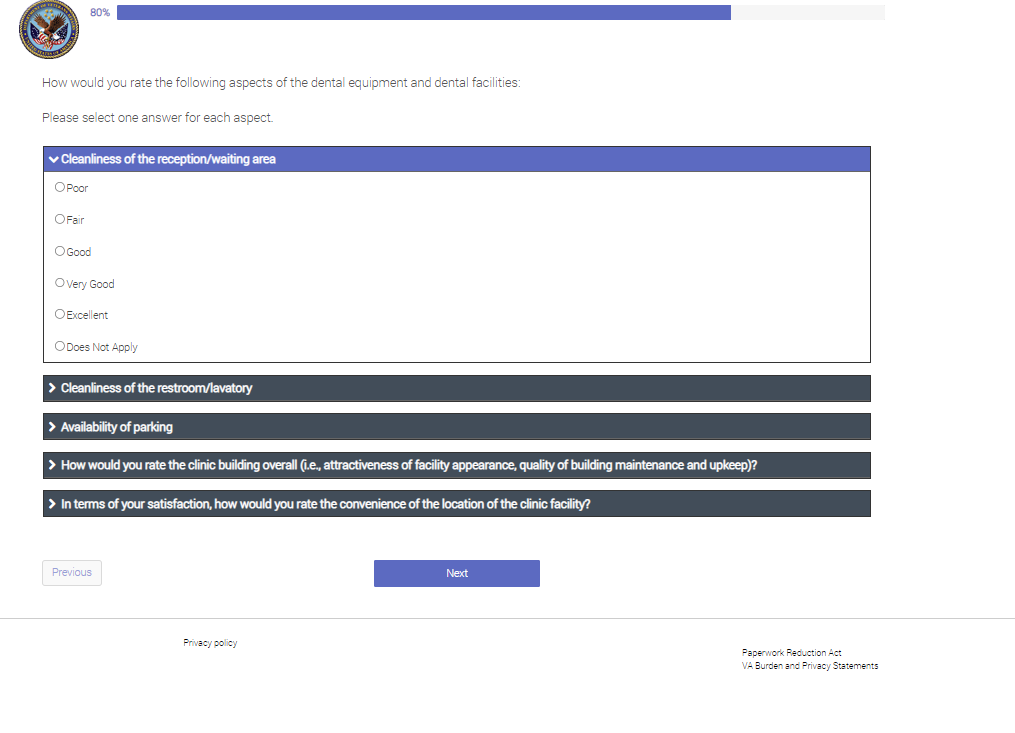 80%
How would you rate the following aspects of the dental equipment and dental facilities:
Please select one answer for each aspect.
Cleanliness of the reception/waiting area
Poor
Fair
Good
Very Good
Excellent
Does Not Apply
Cleanliness of the restroom/lavatory
Availability of parking
How would you rate the clinic building overall (i.e., attractiveness of facility appearance, quality of building maintenance and upkeep)?
In terms of your satisfaction, how would you rate the convenience of the location of the clinic facility?
Previous
Next
Privacy policy
Paperwork Reduction Act
VA Burden and Privacy Statements